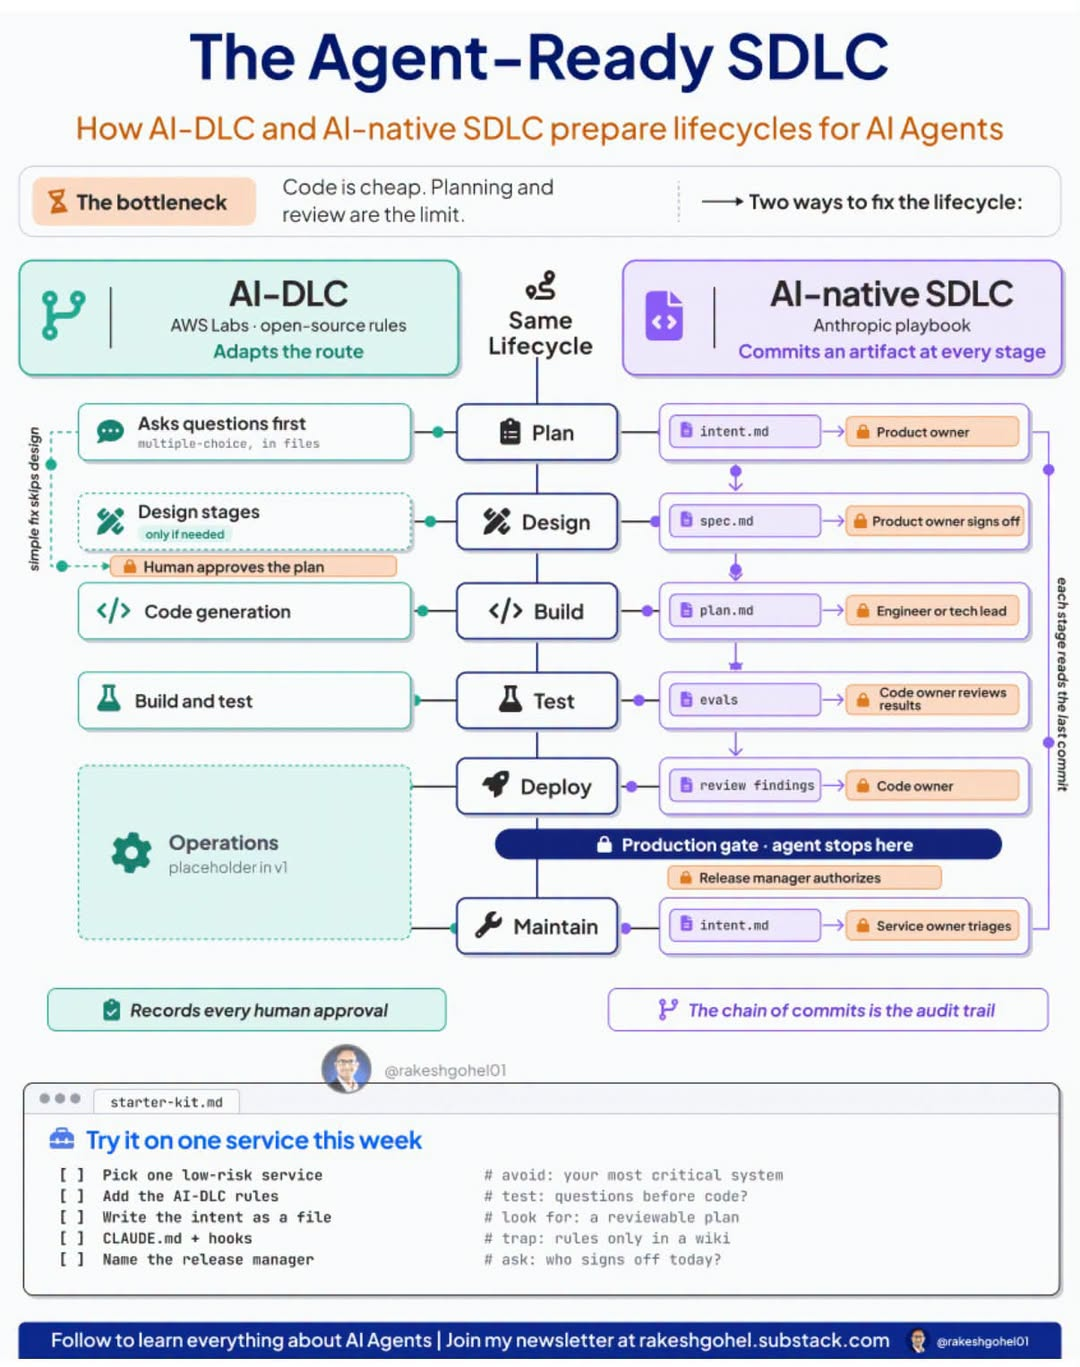 The Agent-Ready SDLC
How AI-DLC and AI-native SDLC prepare lifecycles for AI Agents
The bottleneck
Code is cheap. Planning and
review are the limit.
Two ways to fix the lifecycle:
AI-DLC
AWS Labs · open-source rules
Adapts the route
Same
Lifecycle
AI-native SDLC
Anthropic playbook
Commits an artifact at every stage
simple fix skips design
Asks questions first
multiple-choice, in files
Plan
intent.md
Product owner
Design stages
only if needed
Design
spec.md
Product owner signs off
Human approves the plan
Code generation
Build
plan.md
Engineer or tech lead
each stage reads the last commit
Build and test
Test
evals
Code owner reviews
results
Operations
placeholder in v1
Deploy
review findings
Code owner
Production gate · agent stops here
Release manager authorizes
Maintain
intent.md
Service owner triages
Records every human approval
The chain of commits is the audit trail
@rakeshgohel01
starter-kit.md
Try it on one service this week
[ ] Pick one low-risk service # avoid: your most critical system
[ ] Add the AI-DLC rules # test: questions before code?
[ ] Write the intent as a file # look for: a reviewable plan
[ ] CLAUDE.md + hooks # trap: rules only in a wiki
[ ] Name the release manager # ask: who signs off today?
Follow to learn everything about AI Agents | Join my newsletter at rakeshgohel.substack.com @rakeshgohel01